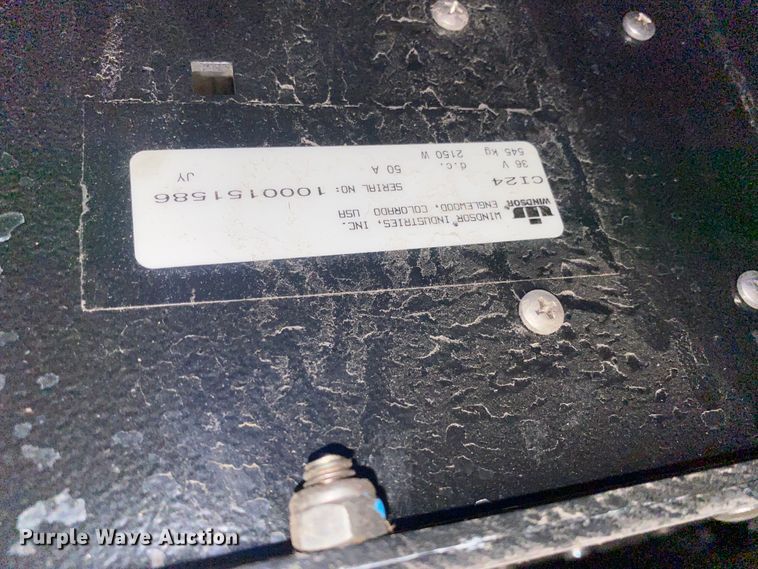 WINDSOR
WINDSOR INDUSTRIES, INC.
ENGLEWOOD, COLORADO USA
CI24 SERIAL NO: 1000151586
36 V d.c. 50 A JY
545 kg 2150 W
Purple Wave Auction